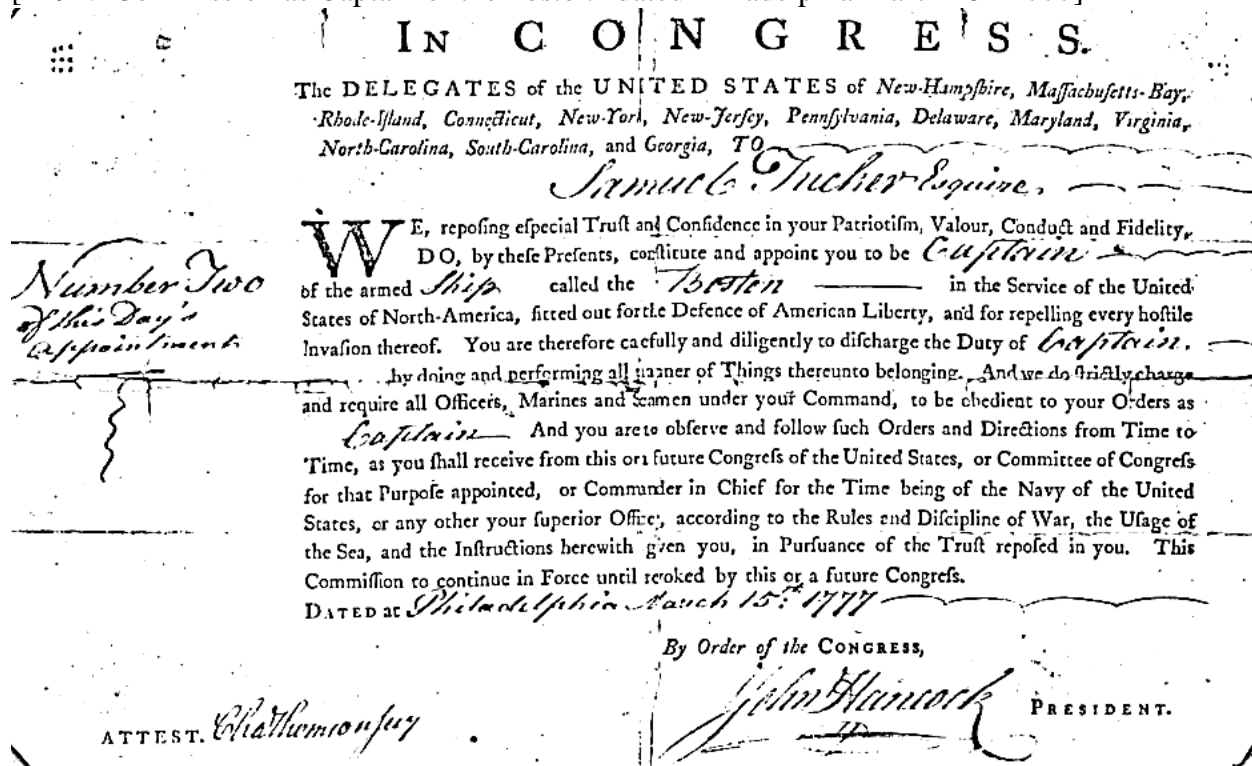 IN CONGRESS.
The DELEGATES of the UNITED STATES of New-Hampſhire, Maſſachuſetts-Bay,
Rhode-Iſland, Connecticut, New-York, New-Jerſey, Pennſylvania, Delaware, Maryland, Virginia,
North-Carolina, South-Carolina, and Georgia, TO
Samuel Tucker Esquire,
WE, repoſing eſpecial Truſt and Confidence in your Patriotiſm, Valour, Conduct and Fidelity,
DO, by theſe Preſents, conſtitute and appoint you to be Captain
of the armed Ship called the Boston in the Service of the United
States of North-America, fitted out for the Defence of American Liberty, and for repelling every hoſtile
Invaſion thereof. You are therefore carefully and diligently to diſcharge the Duty of Captain.
by doing and performing all manner of Things thereunto belonging. And we do ſtrictly charge
and require all Officers, Marines and Seamen under your Command, to be obedient to your Orders as
Captain And you are to obſerve and follow ſuch Orders and Directions from Time to
Time, as you ſhall receive from this or a future Congreſs of the United States, or Committee of Congreſs
for that Purpoſe appointed, or Commander in Chief for the Time being of the Navy of the United
States, or any other your ſuperior Officer, according to the Rules and Diſcipline of War, the Uſage of
the Sea, and the Inſtructions herewith given you, in Purſuance of the Truſt repoſed in you. This
Commiſſion to continue in Force until revoked by this or a future Congreſs.
DATED at Philadelphia March 15th 1777
Number Two
of this Day's
Appointment
By Order of the CONGRESS,
John Hancock PRESIDENT.
ATTEST. Cha Thomson ſecy